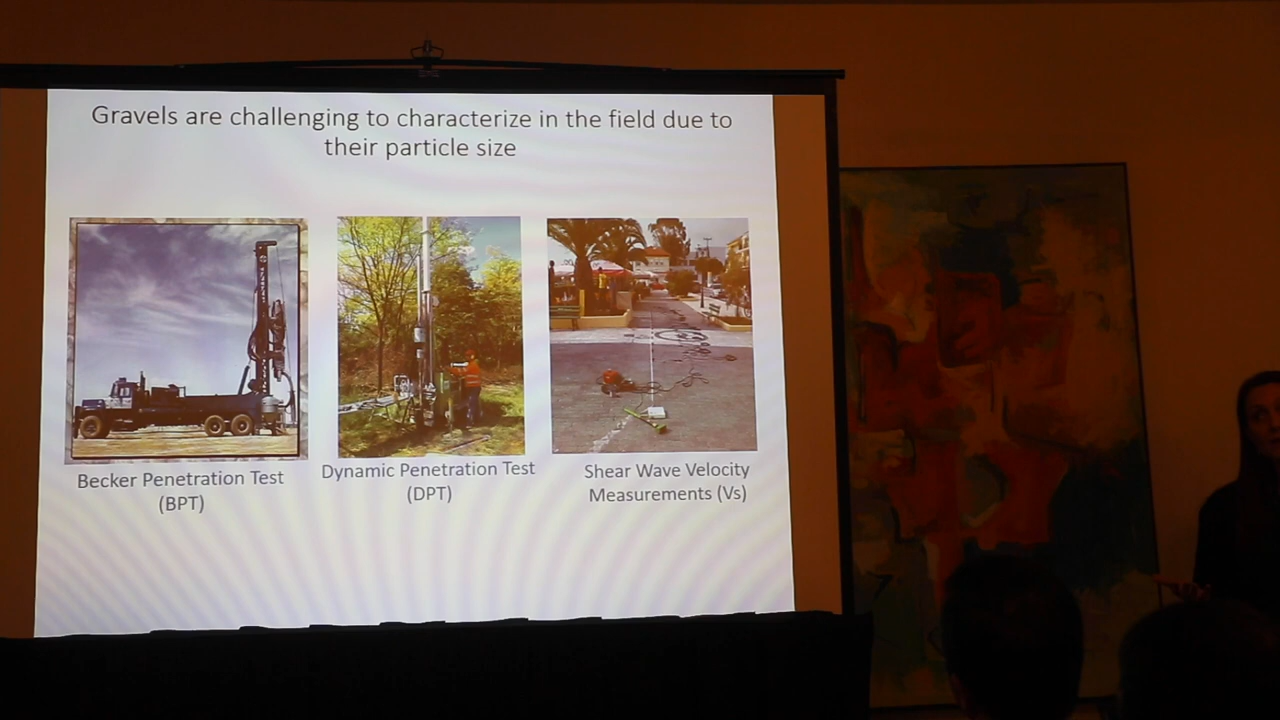 Gravels are challenging to characterize in the field due to
their particle size
Becker Penetration Test
(BPT)
Dynamic Penetration Test
(DPT)
Shear Wave Velocity
Measurements (Vs)